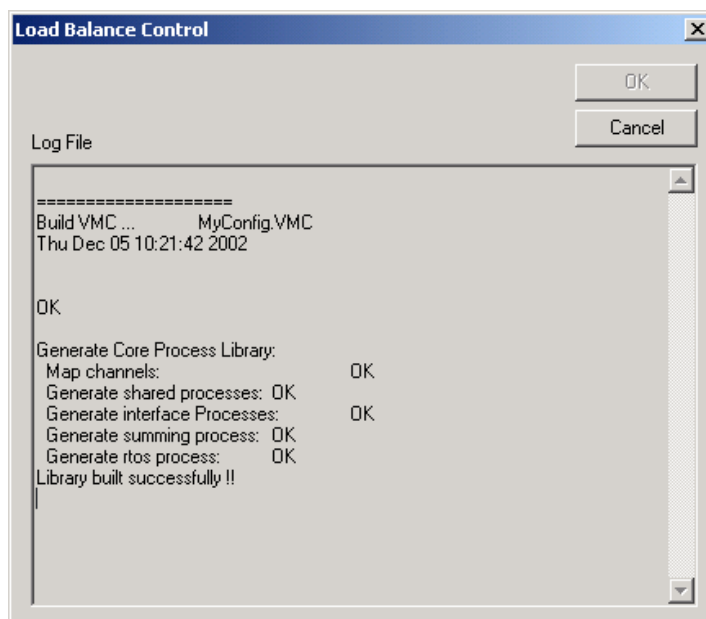 Load Balance Control
OK
Cancel
Log File
====================
Build VMC ... MyConfig.VMC
Thu Dec 05 10:21:42 2002
OK
Generate Core Process Library:
Map channels: OK
Generate shared processes: OK
Generate interface Processes: OK
Generate summing process: OK
Generate rtos process: OK
Library built successfully !!